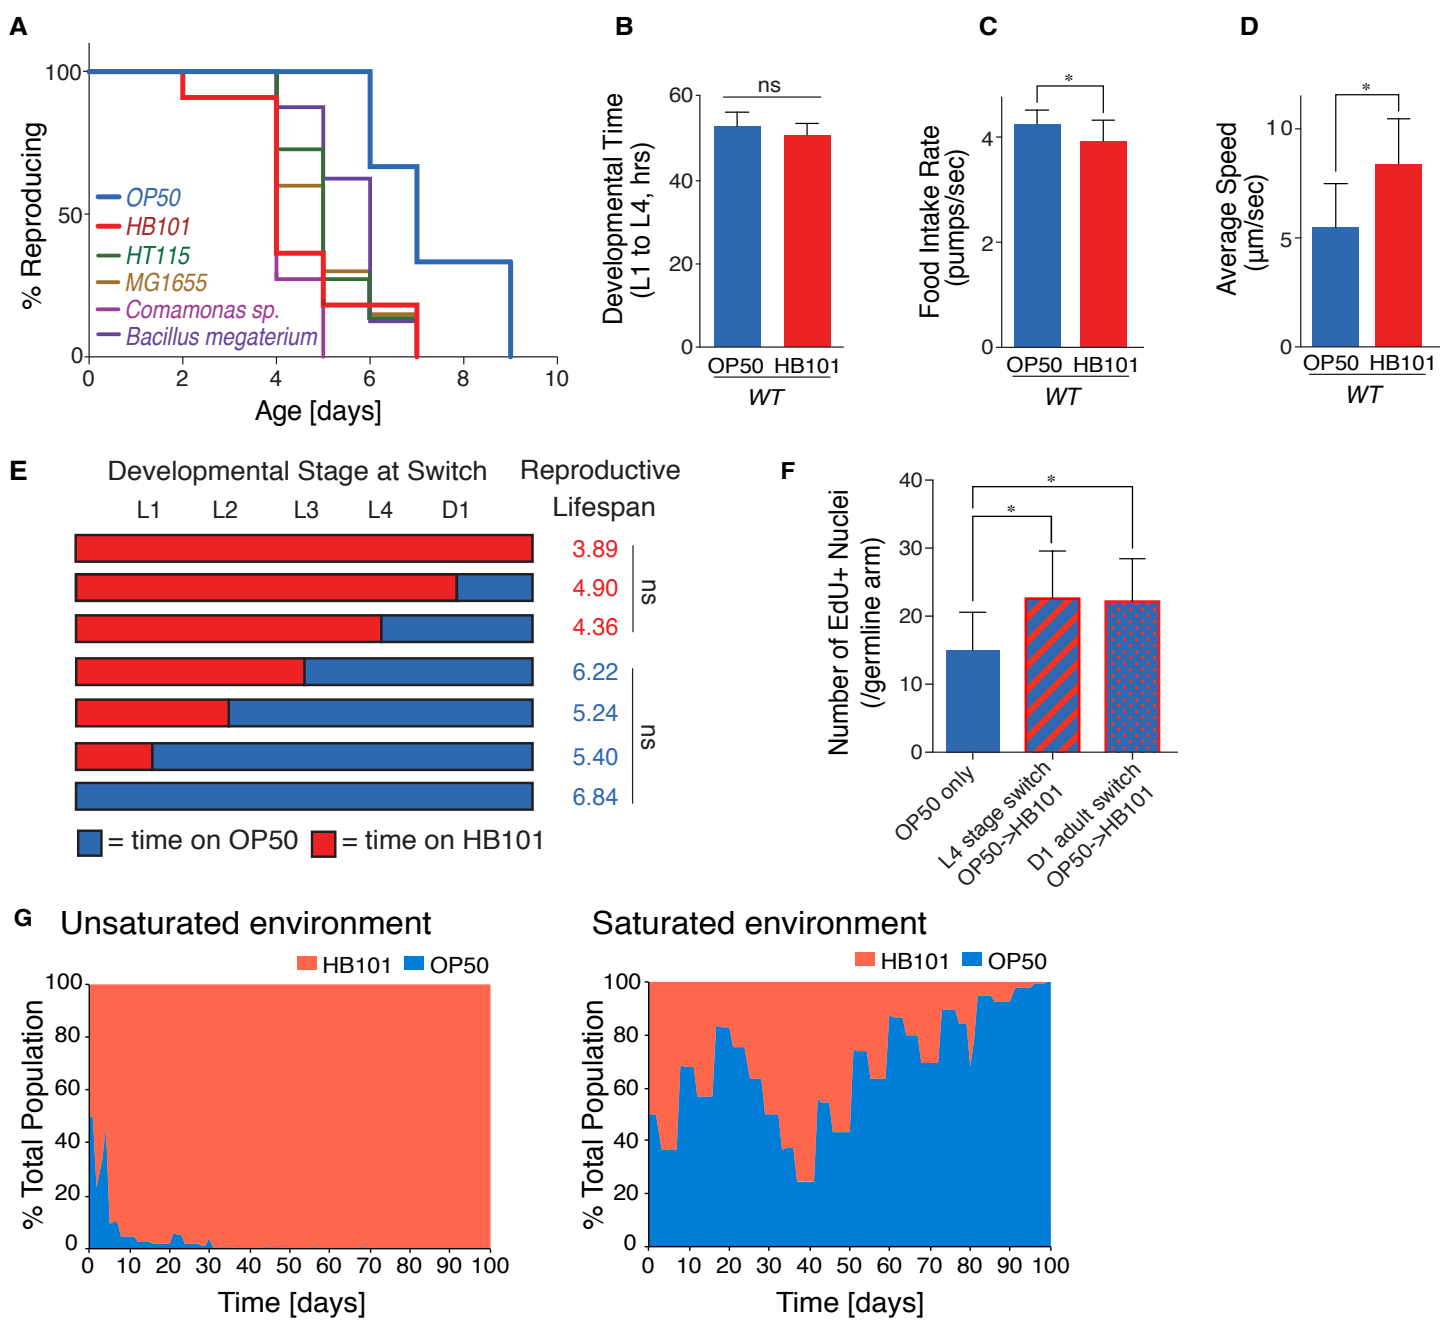 A
% Reproducing
100
50
0
OP50
HB101
HT115
MG1655
Comamonas sp.
Bacillus megaterium
0 2 4 6 8 10
Age [days]
B
Developmental Time
(L1 to L4, hrs)
60
40
20
0
ns
OP50 HB101
WT
C
Food Intake Rate
(pumps/sec)
4
2
0
*
OP50 HB101
WT
D
Average Speed
(µm/sec)
10
5
0
*
OP50 HB101
WT
E
Developmental Stage at Switch
L1 L2 L3 L4 D1
Reproductive
Lifespan
3.89
4.90
4.36
ns
6.22
5.24
5.40
6.84
ns
= time on OP50 = time on HB101
F
Number of EdU+ Nuclei
(/germline arm)
40
30
20
10
0
*
*
OP50 only
L4 stage switch
OP50->HB101
D1 adult switch
OP50->HB101
G
Unsaturated environment
HB101 OP50
% Total Population
100
80
60
40
20
0
0 10 20 30 40 50 60 70 80 90 100
Time [days]
Saturated environment
HB101 OP50
% Total Population
100
80
60
40
20
0
0 10 20 30 40 50 60 70 80 90 100
Time [days]